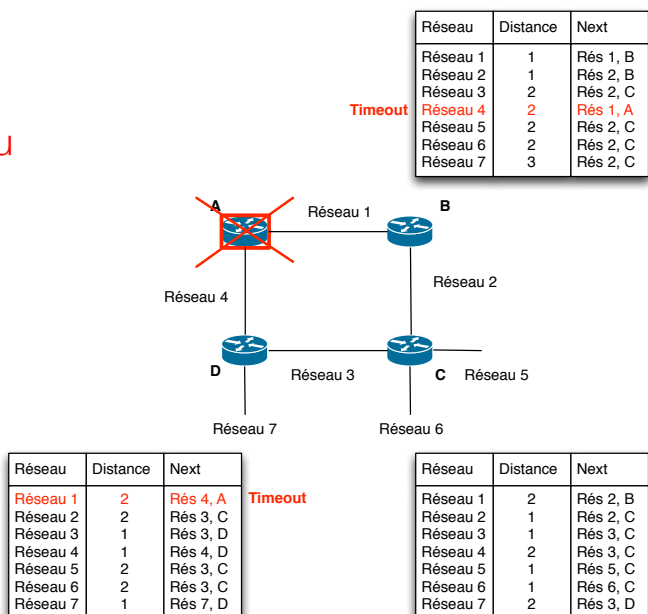 Réseau Distance Next
Réseau 1 1 Rés 1, B
Réseau 2 1 Rés 2, B
Réseau 3 2 Rés 2, C
Timeout Réseau 4 2 Rés 1, A
Réseau 5 2 Rés 2, C
Réseau 6 2 Rés 2, C
Réseau 7 3 Rés 2, C
u
A
Réseau 1
B
Réseau 4
Réseau 2
D
Réseau 3
C
Réseau 5
Réseau 7
Réseau 6
Réseau Distance Next
Réseau 1 2 Rés 4, A Timeout
Réseau 2 2 Rés 3, C
Réseau 3 1 Rés 3, D
Réseau 4 1 Rés 4, D
Réseau 5 2 Rés 3, C
Réseau 6 2 Rés 3, C
Réseau 7 1 Rés 7, D
Réseau Distance Next
Réseau 1 2 Rés 2, B
Réseau 2 1 Rés 2, C
Réseau 3 1 Rés 3, C
Réseau 4 2 Rés 3, C
Réseau 5 1 Rés 5, C
Réseau 6 1 Rés 6, C
Réseau 7 2 Rés 3, D